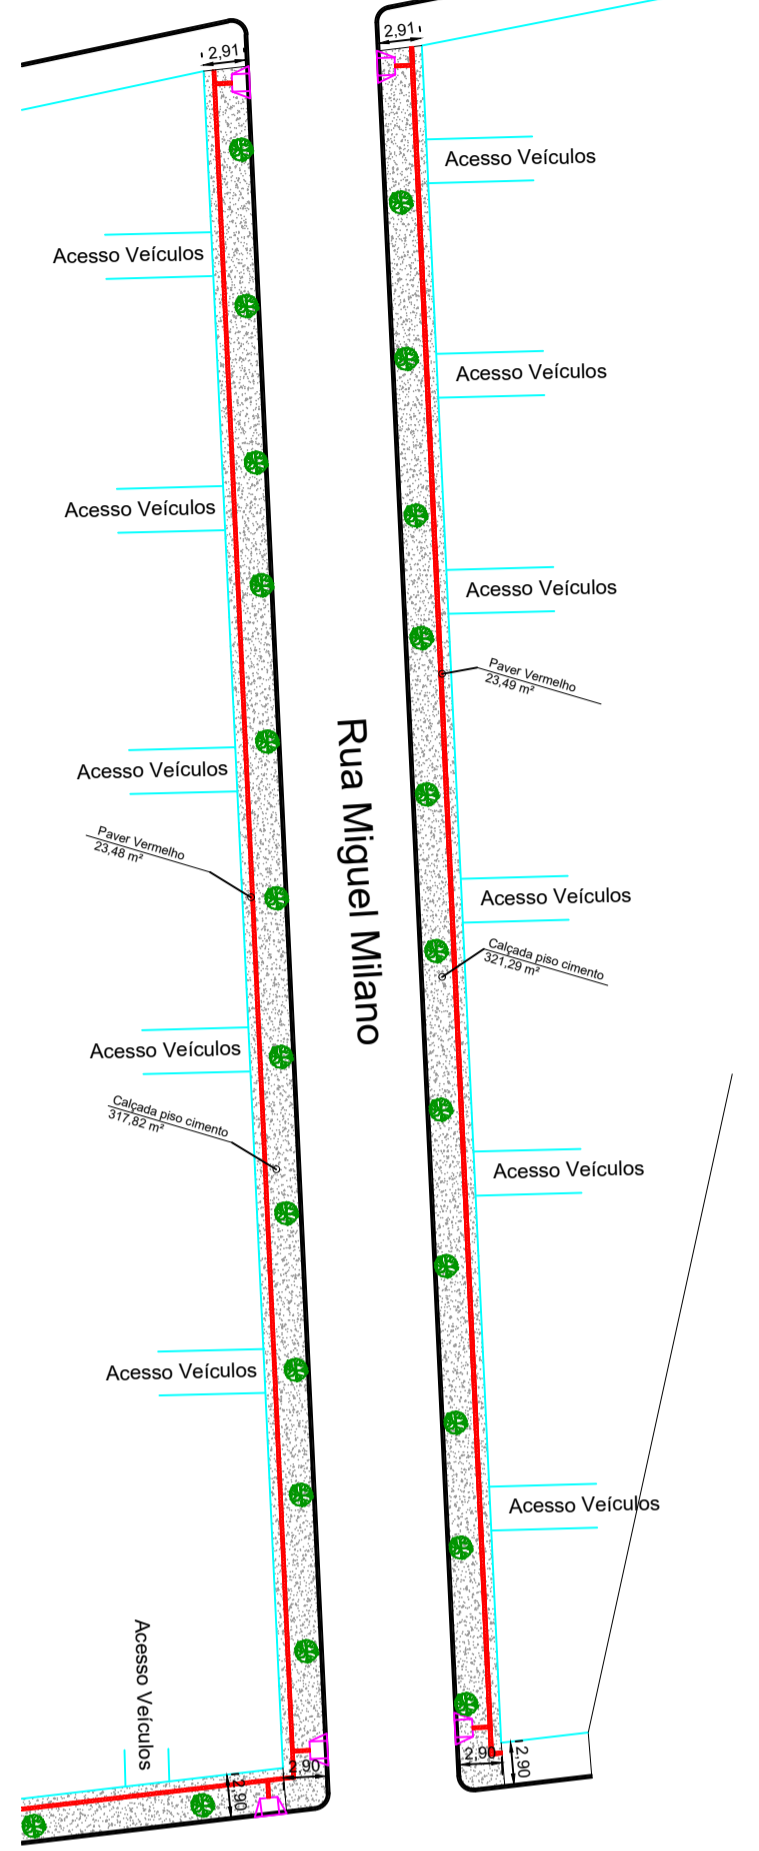 2,91
2,91
Acesso Veículos
Acesso Veículos
Acesso Veículos
Acesso Veículos
Acesso Veículos
Paver Vermelho
23,49 m²
Rua Miguel Milano
Acesso Veículos
Paver Vermelho
23,48 m²
Acesso Veículos
Calçada piso cimento
321,29 m²
Acesso Veículos
Calçada piso cimento
317,82 m²
Acesso Veículos
Acesso Veículos
Acesso Veículos
Acesso Veículos
2,90
2,90
2,90
2,90